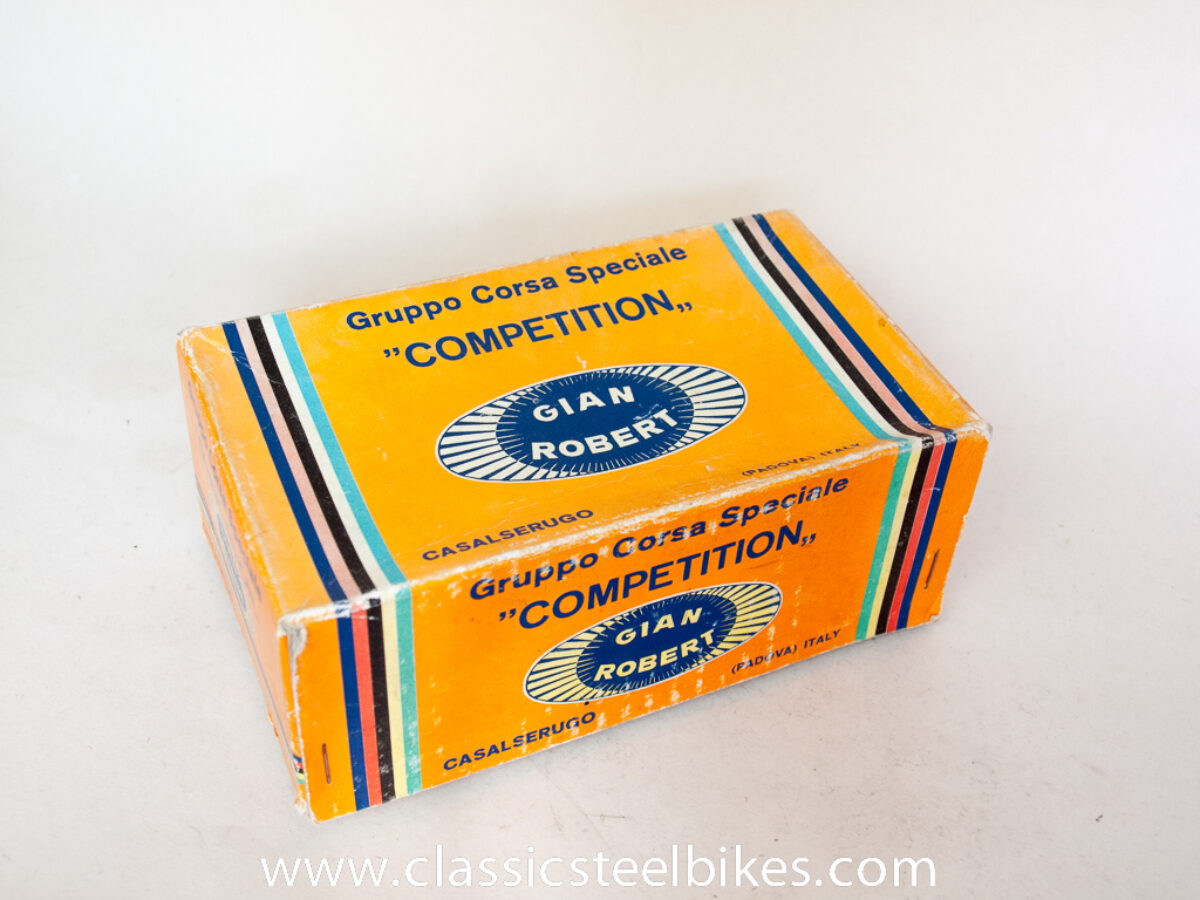 Gruppo Corsa Speciale
”COMPETITION„
GIAN
ROBERT
CASALSERUGO
(PADOVA) ITALY
Gruppo Corsa Speciale
”COMPETITION„
GIAN
ROBERT
CASALSERUGO
(PADOVA) ITALY
www.classicsteelbikes.com